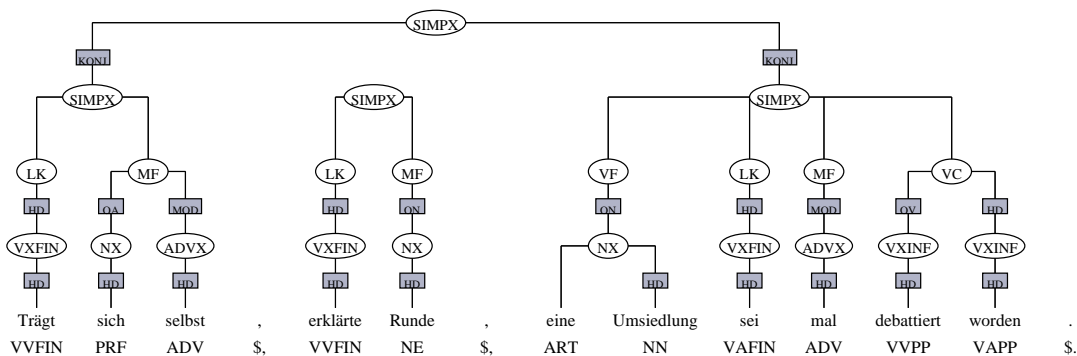 SIMPX
KONJ KONJ
SIMPX SIMPX SIMPX
LK MF LK MF VF LK MF VC
HD OA MOD HD ON ON HD MOD OV HD
VXFIN NX ADVX VXFIN NX NX VXFIN ADVX VXINF VXINF
HD HD HD HD HD HD HD HD HD HD
Trägt sich selbst , erklärte Runde , eine Umsiedlung sei mal debattiert worden .
VVFIN PRF ADV $, VVFIN NE $, ART NN VAFIN ADV VVPP VAPP $.